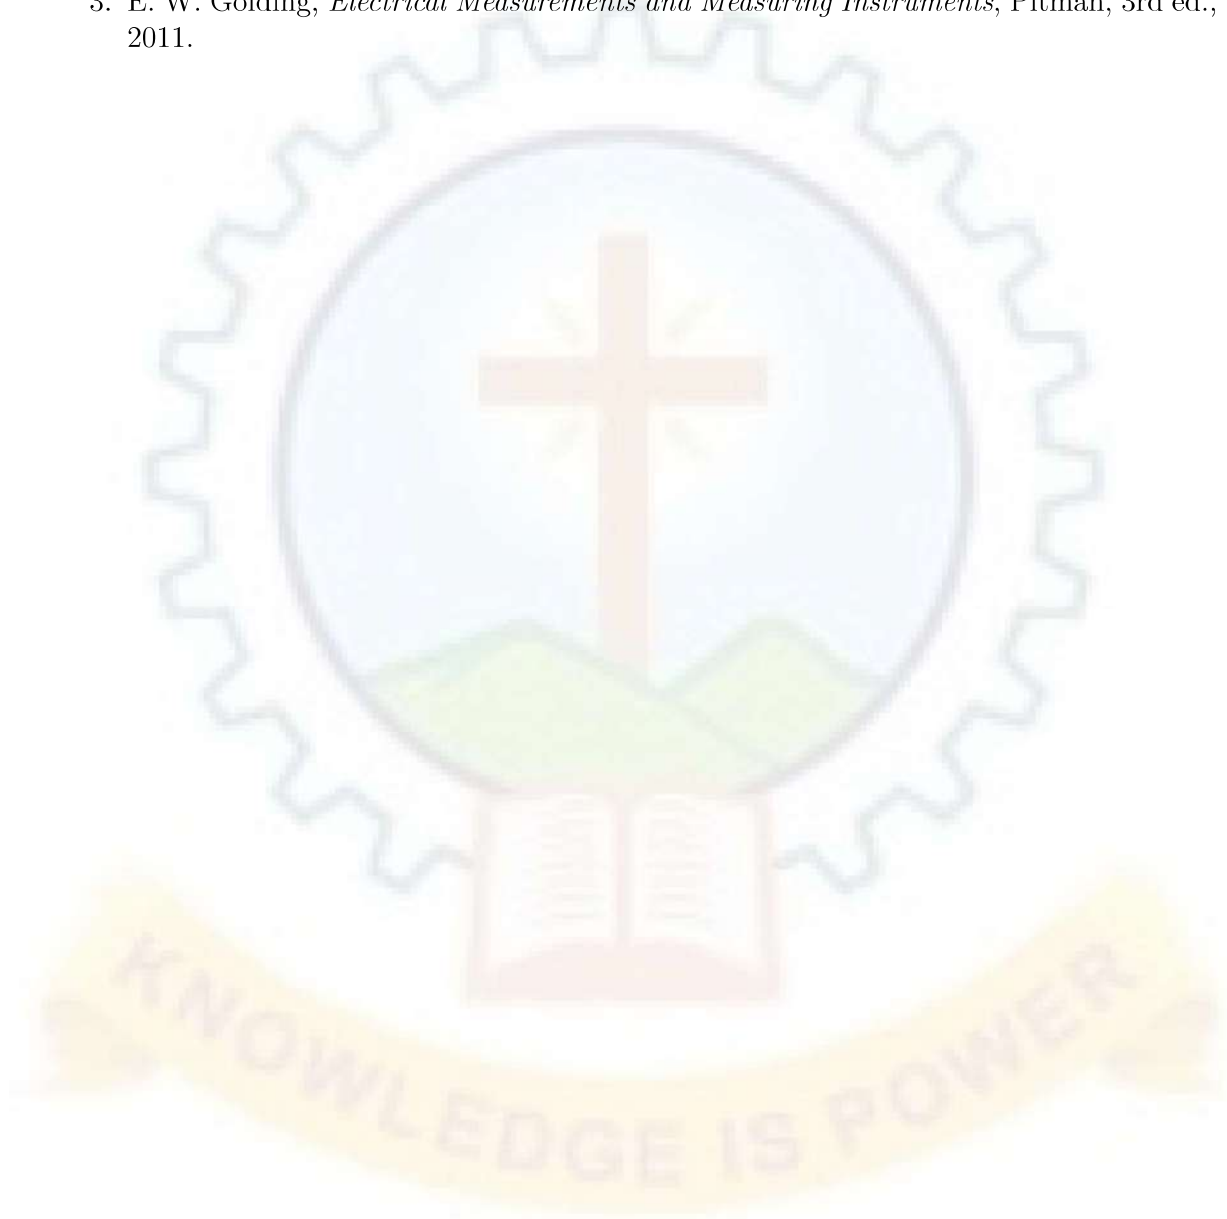 3. E. W. Golding, Electrical Measurements and Measuring Instruments, Pitman, 3rd ed.,
2011.
KNOWLEDGE IS POWER